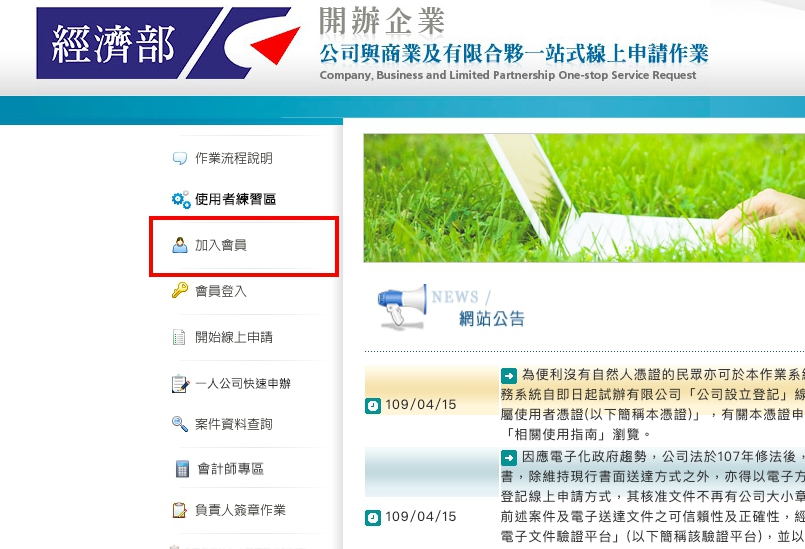 經濟部
開辦企業
公司與商業及有限合夥一站式線上申請作業
Company, Business and Limited Partnership One-stop Service Request
作業流程說明
使用者練習區
加入會員
會員登入
開始線上申請
一人公司快速申辦
案件資料查詢
會計師專區
負責人簽章作業
NEWS /
網站公告
109/04/15
為便利沒有自然人憑證的民眾亦可於本作業系
務系統自即日起試辦有限公司「公司設立登記」線
屬使用者憑證(以下簡稱本憑證)」，有關本憑證申
「相關使用指南」瀏覽。
109/04/15
因應電子化政府趨勢，公司法於107年修法後，
書，除維持現行書面送達方式之外，亦得以電子方
登記線上申請方式，其核准文件不再有公司大小章
前述案件及電子送達文件之可信賴性及正確性，經
電子文件驗證平台」(以下簡稱該驗證平台)，並以